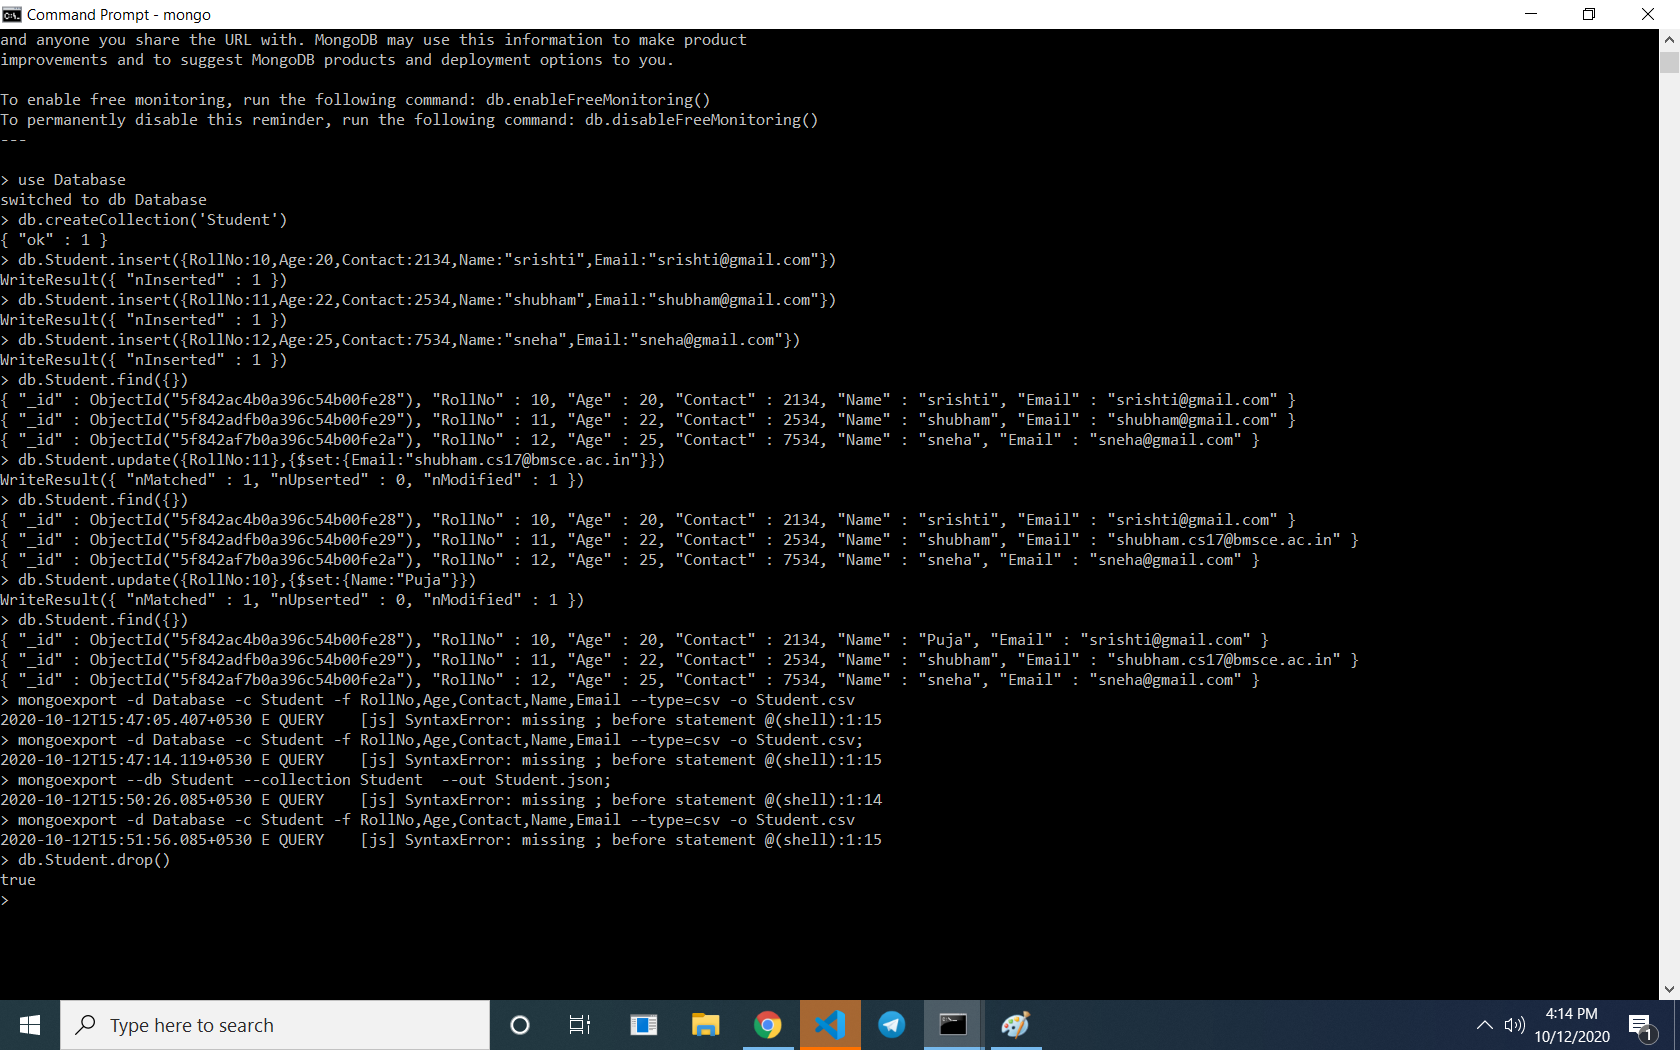 Command Prompt - mongo
and anyone you share the URL with. MongoDB may use this information to make product
improvements and to suggest MongoDB products and deployment options to you.
To enable free monitoring, run the following command: db.enableFreeMonitoring()
To permanently disable this reminder, run the following command: db.disableFreeMonitoring()
---
> use Database
switched to db Database
> db.createCollection('Student')
{ "ok" : 1 }
> db.Student.insert({RollNo:10,Age:20,Contact:2134,Name:"srishti",Email:"srishti@gmail.com"})
WriteResult({ "nInserted" : 1 })
> db.Student.insert({RollNo:11,Age:22,Contact:2534,Name:"shubham",Email:"shubham@gmail.com"})
WriteResult({ "nInserted" : 1 })
> db.Student.insert({RollNo:12,Age:25,Contact:7534,Name:"sneha",Email:"sneha@gmail.com"})
WriteResult({ "nInserted" : 1 })
> db.Student.find({})
{ "_id" : ObjectId("5f842ac4b0a396c54b00fe28"), "RollNo" : 10, "Age" : 20, "Contact" : 2134, "Name" : "srishti", "Email" : "srishti@gmail.com" }
{ "_id" : ObjectId("5f842adfb0a396c54b00fe29"), "RollNo" : 11, "Age" : 22, "Contact" : 2534, "Name" : "shubham", "Email" : "shubham@gmail.com" }
{ "_id" : ObjectId("5f842af7b0a396c54b00fe2a"), "RollNo" : 12, "Age" : 25, "Contact" : 7534, "Name" : "sneha", "Email" : "sneha@gmail.com" }
> db.Student.update({RollNo:11},{$set:{Email:"shubham.cs17@bmsce.ac.in"}})
WriteResult({ "nMatched" : 1, "nUpserted" : 0, "nModified" : 1 })
> db.Student.find({})
{ "_id" : ObjectId("5f842ac4b0a396c54b00fe28"), "RollNo" : 10, "Age" : 20, "Contact" : 2134, "Name" : "srishti", "Email" : "srishti@gmail.com" }
{ "_id" : ObjectId("5f842adfb0a396c54b00fe29"), "RollNo" : 11, "Age" : 22, "Contact" : 2534, "Name" : "shubham", "Email" : "shubham.cs17@bmsce.ac.in" }
{ "_id" : ObjectId("5f842af7b0a396c54b00fe2a"), "RollNo" : 12, "Age" : 25, "Contact" : 7534, "Name" : "sneha", "Email" : "sneha@gmail.com" }
> db.Student.update({RollNo:10},{$set:{Name:"Puja"}})
WriteResult({ "nMatched" : 1, "nUpserted" : 0, "nModified" : 1 })
> db.Student.find({})
{ "_id" : ObjectId("5f842ac4b0a396c54b00fe28"), "RollNo" : 10, "Age" : 20, "Contact" : 2134, "Name" : "Puja", "Email" : "srishti@gmail.com" }
{ "_id" : ObjectId("5f842adfb0a396c54b00fe29"), "RollNo" : 11, "Age" : 22, "Contact" : 2534, "Name" : "shubham", "Email" : "shubham.cs17@bmsce.ac.in" }
{ "_id" : ObjectId("5f842af7b0a396c54b00fe2a"), "RollNo" : 12, "Age" : 25, "Contact" : 7534, "Name" : "sneha", "Email" : "sneha@gmail.com" }
> mongoexport -d Database -c Student -f RollNo,Age,Contact,Name,Email --type=csv -o Student.csv
2020-10-12T15:47:05.407+0530 E QUERY    [js] SyntaxError: missing ; before statement @(shell):1:15
> mongoexport -d Database -c Student -f RollNo,Age,Contact,Name,Email --type=csv -o Student.csv;
2020-10-12T15:47:14.119+0530 E QUERY    [js] SyntaxError: missing ; before statement @(shell):1:15
> mongoexport --db Student --collection Student  --out Student.json;
2020-10-12T15:50:26.085+0530 E QUERY    [js] SyntaxError: missing ; before statement @(shell):1:14
> mongoexport -d Database -c Student -f RollNo,Age,Contact,Name,Email --type=csv -o Student.csv
2020-10-12T15:51:56.085+0530 E QUERY    [js] SyntaxError: missing ; before statement @(shell):1:15
> db.Student.drop()
true
>
Type here to search
4:14 PM
10/12/2020
1